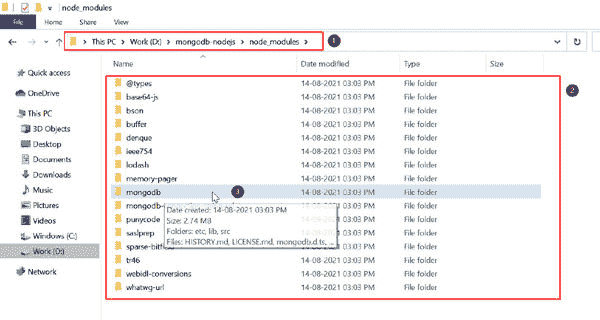 node_modules
File Home Share View
This PC Work (D:) mongodb-nodejs node_modules 1
Name Date modified Type Size
Quick access
OneDrive
This PC
3D Objects
Desktop
Documents
Downloads
Music
Pictures
Videos
Windows (C:)
Work (D:)
Network
2
@types 14-08-2021 03:03 PM File folder
base64-js 14-08-2021 03:03 PM File folder
bson 14-08-2021 03:03 PM File folder
buffer 14-08-2021 03:03 PM File folder
denque 14-08-2021 03:03 PM File folder
ieee754 14-08-2021 03:03 PM File folder
lodash 14-08-2021 03:03 PM File folder
memory-pager 14-08-2021 03:03 PM File folder
mongodb 3 14-08-2021 03:03 PM File folder
mongodb- 14-08-2021 03:03 PM File folder
punycode 14-08-2021 03:03 PM File folder
saslprep 14-08-2021 03:03 PM File folder
sparse-bitf 14-08-2021 03:03 PM File folder
tr46 14-08-2021 03:03 PM File folder
webidl-conversions 14-08-2021 03:03 PM File folder
whatwg-url 14-08-2021 03:03 PM File folder
Date created: 14-08-2021 03:03 PM
Size: 2.74 MB
Folders: etc, lib, src
Files: HISTORY.md, LICENSE.md, mongodb.d.ts, ...